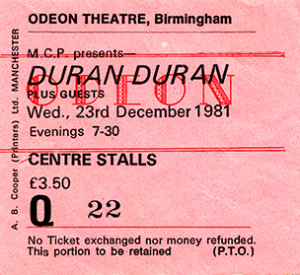 ODEON THEATRE, Birmingham
M.C.P. presents—
DURAN DURAN
ODEON
PLUS GUESTS
Wed., 23rd December 1981
Evenings 7-30
CENTRE STALLS
£3.50
Q 22
No Ticket exchanged nor money refunded.
This portion to be retained (P.T.O.)
A. B. Cooper (Printers) Ltd. MANCHESTER